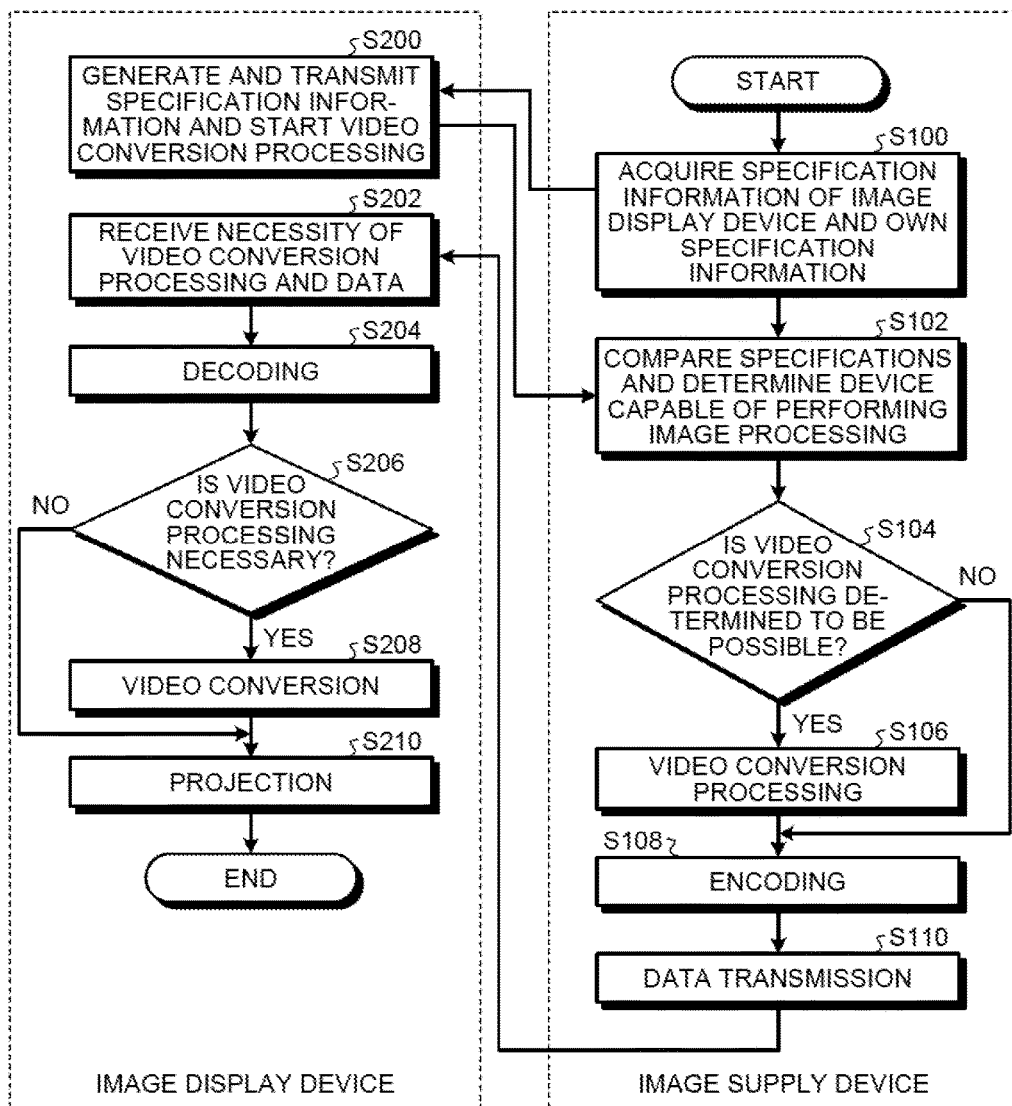 S200
GENERATE AND TRANSMIT
SPECIFICATION INFOR-
MATION AND START VIDEO
CONVERSION PROCESSING
S202
RECEIVE NECESSITY OF
VIDEO CONVERSION
PROCESSING AND DATA
S204
DECODING
S206
IS VIDEO
CONVERSION
PROCESSING
NECESSARY?
NO
YES
S208
VIDEO CONVERSION
S210
PROJECTION
END
IMAGE DISPLAY DEVICE
START
S100
ACQUIRE SPECIFICATION
INFORMATION OF IMAGE
DISPLAY DEVICE AND OWN
SPECIFICATION
INFORMATION
S102
COMPARE SPECIFICATIONS
AND DETERMINE DEVICE
CAPABLE OF PERFORMING
IMAGE PROCESSING
S104
IS VIDEO
CONVERSION
PROCESSING DE-
TERMINED TO BE
POSSIBLE?
NO
YES
S106
VIDEO CONVERSION
PROCESSING
S108
ENCODING
S110
DATA TRANSMISSION
IMAGE SUPPLY DEVICE